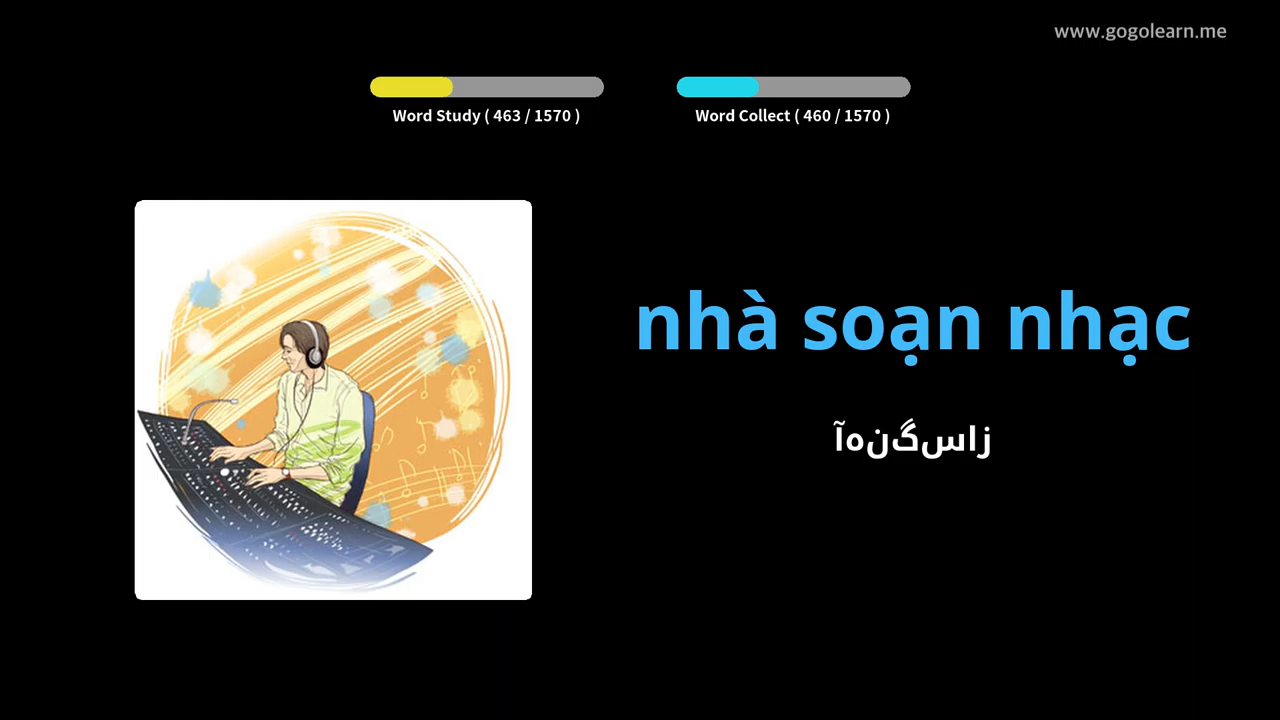 www.gogolearn.me
Word Study ( 463 / 1570 )
Word Collect ( 460 / 1570 )
nhà soạn nhạc
آهنگساز